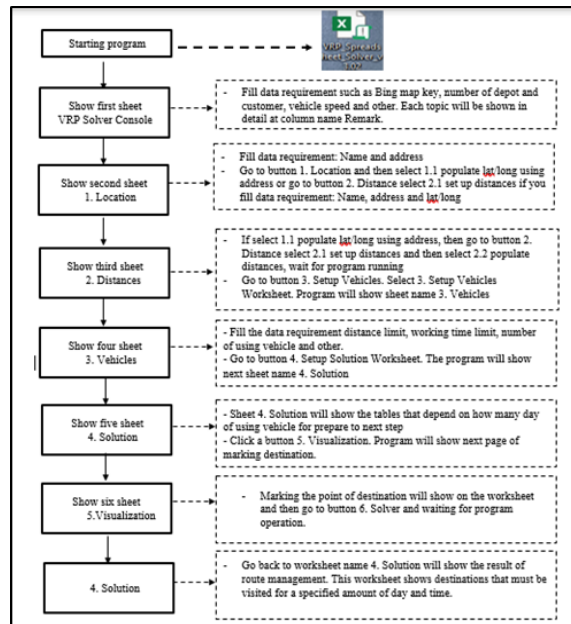 Starting program
VRP_Spreads
heet_Solver_v
Show first sheet
VRP Solver Console
- Fill data requirement such as Bing map key, number of depot and
customer, vehicle speed and other. Each topic will be shown in
detail at column name Remark.
Show second sheet
1. Location
- Fill data requirement: Name and address
- Go to button 1. Location and then select 1.1 populate lat/long using
address or go to button 2. Distance select 2.1 set up distances if you
fill data requirement: Name, address and lat/long
Show third sheet
2. Distances
- If select 1.1 populate lat/long using address, then go to button 2.
Distance select 2.1 set up distances and then select 2.2 populate
distances, wait for program running
- Go to button 3. Setup Vehicles. Select 3. Setup Vehicles
Worksheet. Program will show sheet name 3. Vehicles
Show four sheet
3. Vehicles
- Fill the data requirement distance limit, working time limit, number
of using vehicle and other.
- Go to button 4. Setup Solution Worksheet. The program will show
next sheet name 4. Solution
Show five sheet
4. Solution
- Sheet 4. Solution will show the tables that depend on how many day
of using vehicle for prepare to next step
- Click a button 5. Visualization. Program will show next page of
marking destination.
Show six sheet
5.Visualization
- Marking the point of destination will show on the worksheet
and then go to button 6. Solver and waiting for program
operation.
4. Solution
- Go back to worksheet name 4. Solution will show the result of
route management. This worksheet shows destinations that must be
visited for a specified amount of day and time.